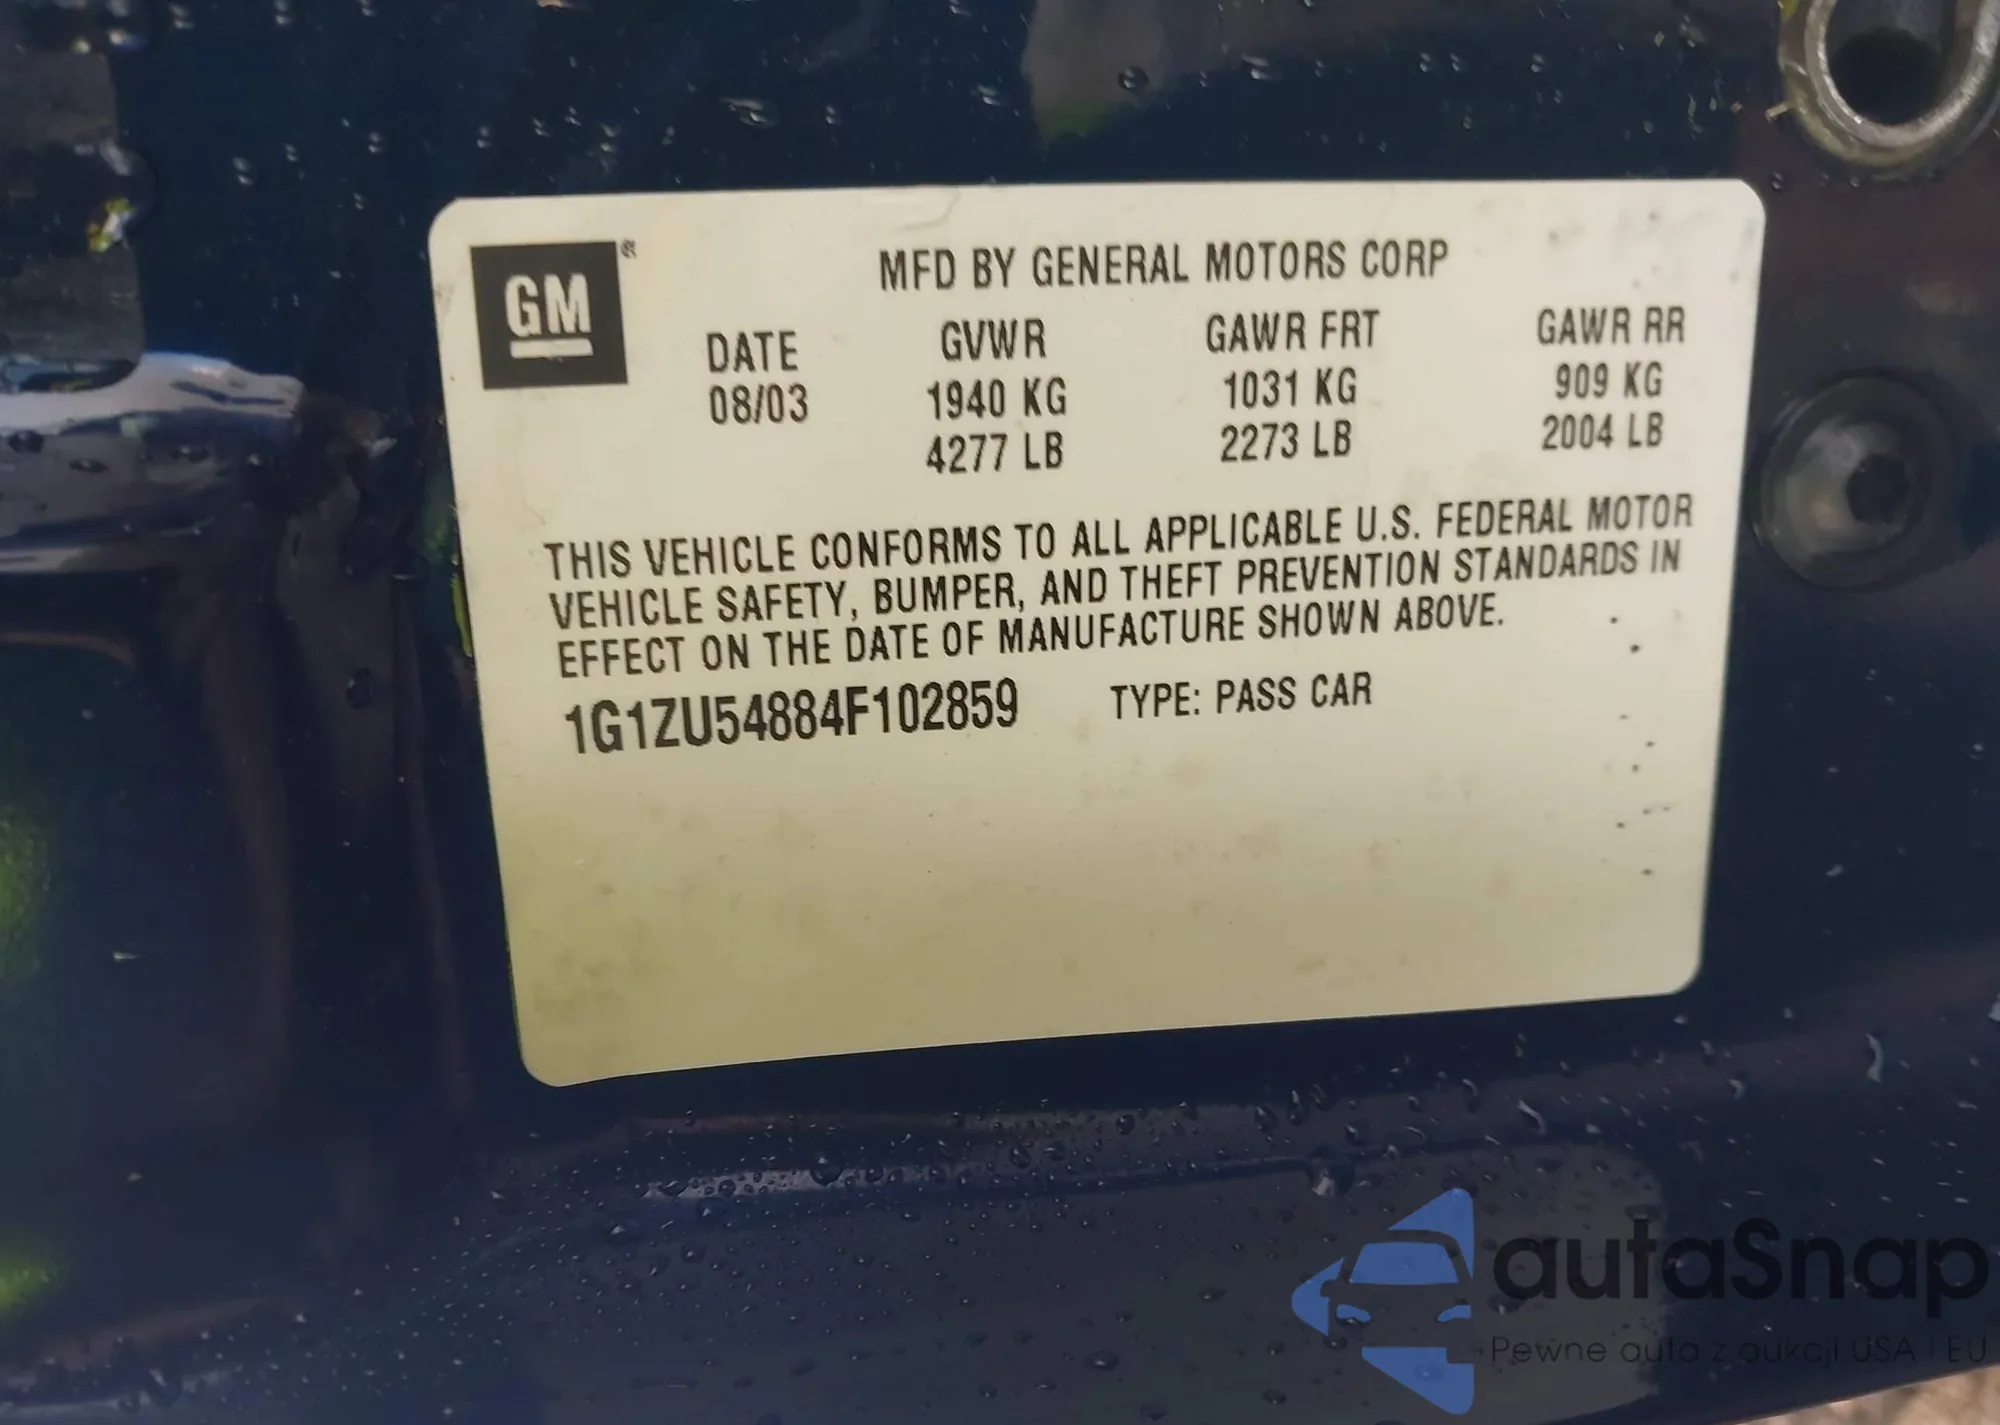 GM ®
MFD BY GENERAL MOTORS CORP
DATE GVWR GAWR FRT GAWR RR
08/03 1940 KG 1031 KG 909 KG
4277 LB 2273 LB 2004 LB
THIS VEHICLE CONFORMS TO ALL APPLICABLE U.S. FEDERAL MOTOR
VEHICLE SAFETY, BUMPER, AND THEFT PREVENTION STANDARDS IN
EFFECT ON THE DATE OF MANUFACTURE SHOWN ABOVE.
1G1ZU54884F102859 TYPE: PASS CAR
autaSnap
Pewne auta z aukcji USA i EU